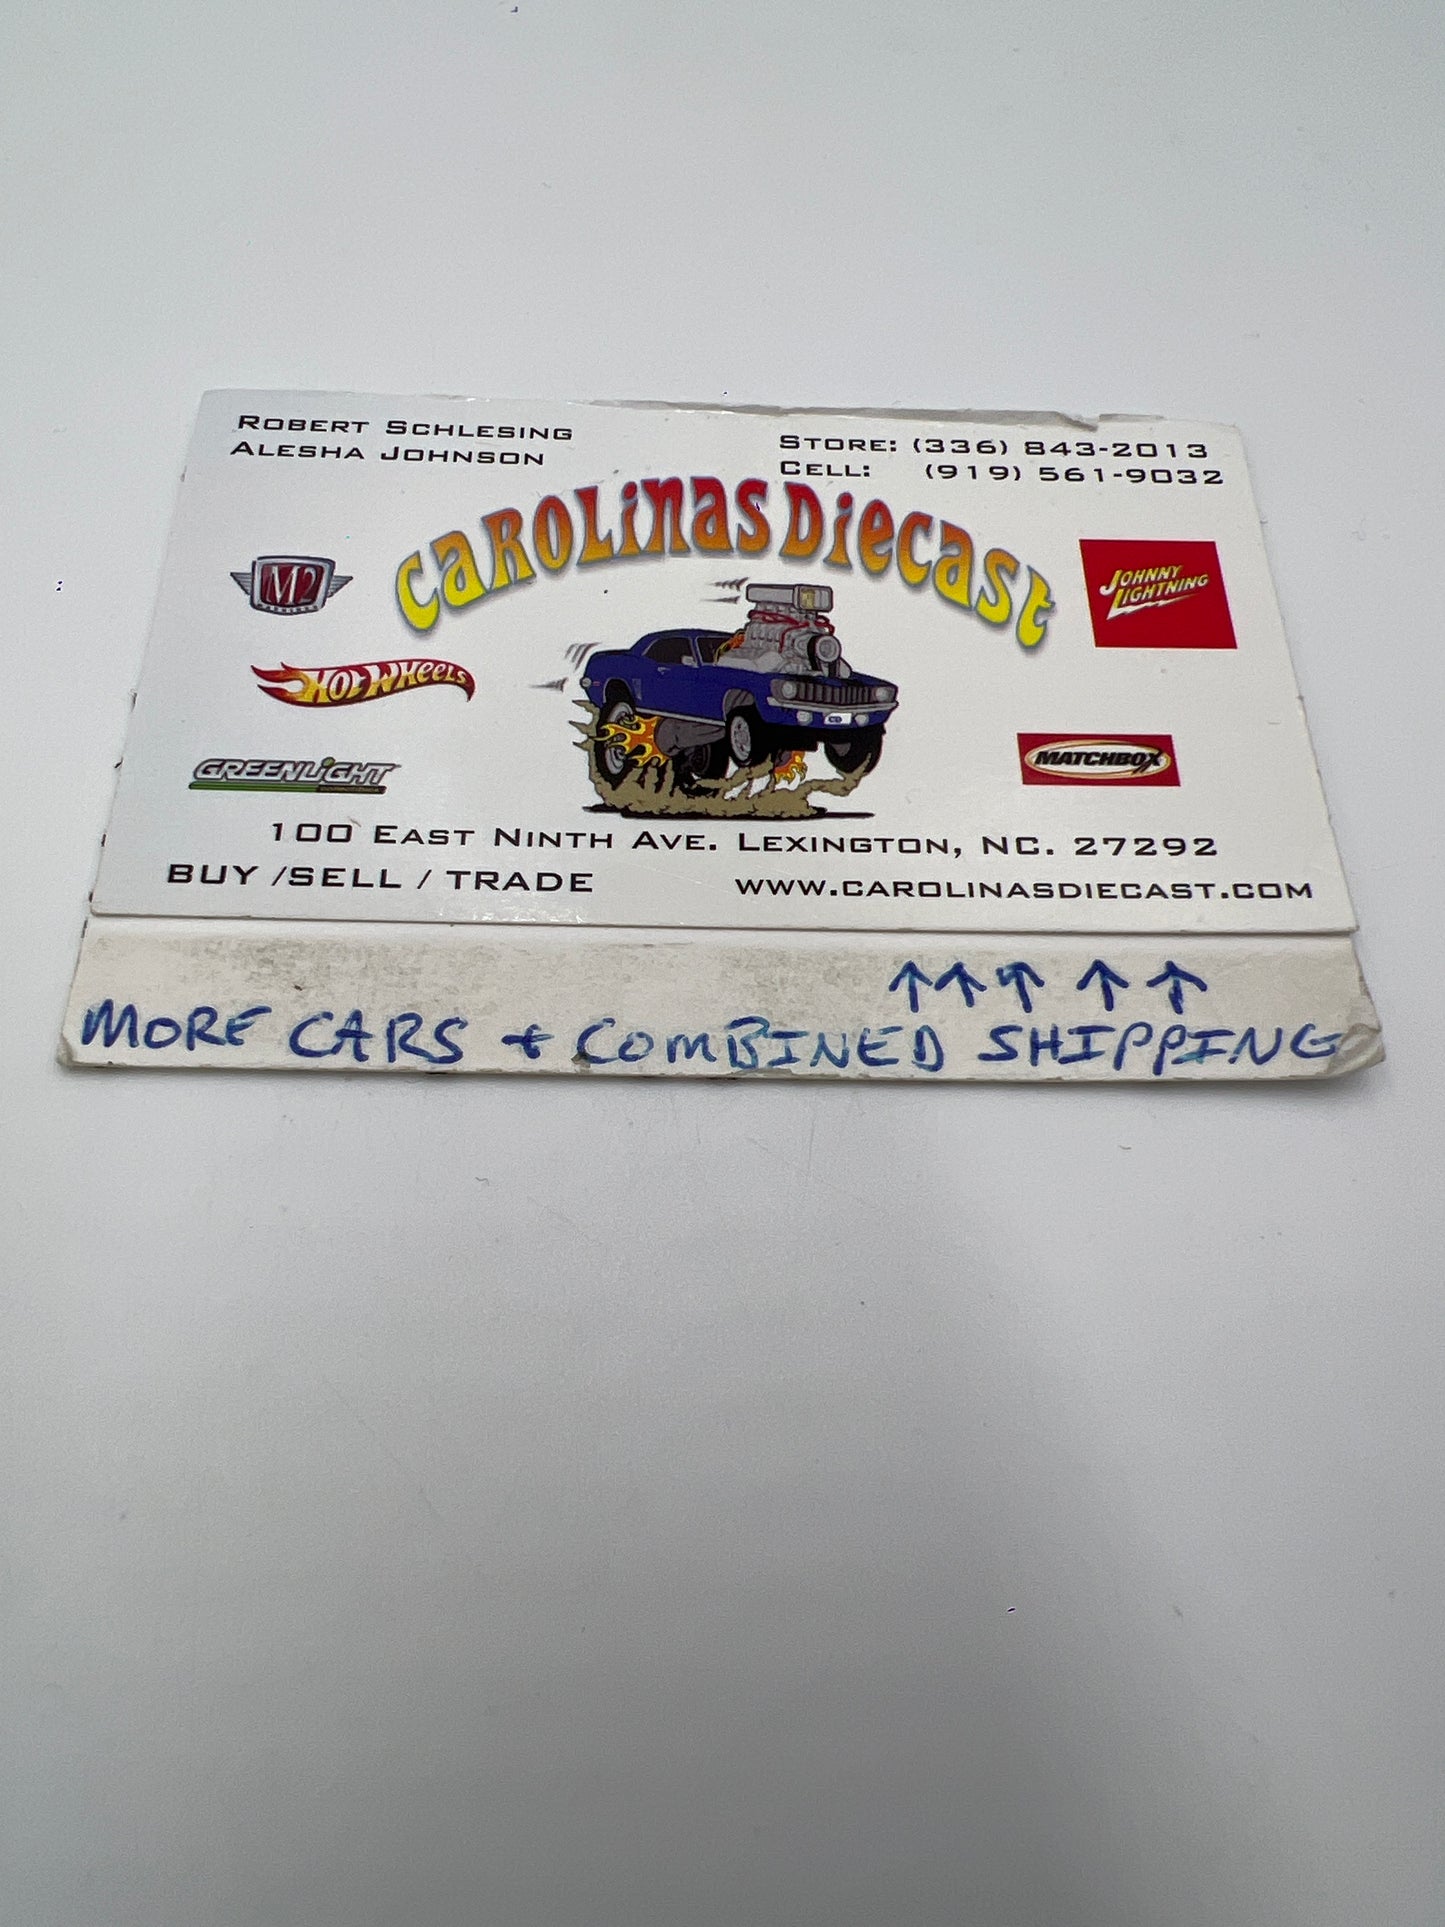 ROBERT SCHLESING
ALESHA JOHNSON
STORE: (336) 843-2013
CELL: (919) 561-9032
CAROLINAS DIECAST
M2
JOHNNY
LIGHTNING
HOT WHEELS
GREENLIGHT
MATCHBOX
100 EAST NINTH AVE. LEXINGTON, NC. 27292
BUY /SELL / TRADE
WWW.CAROLINASDIECAST.COM
↑ ↑ ↑ ↑ ↑
MORE CARS + COMBINED SHIPPING